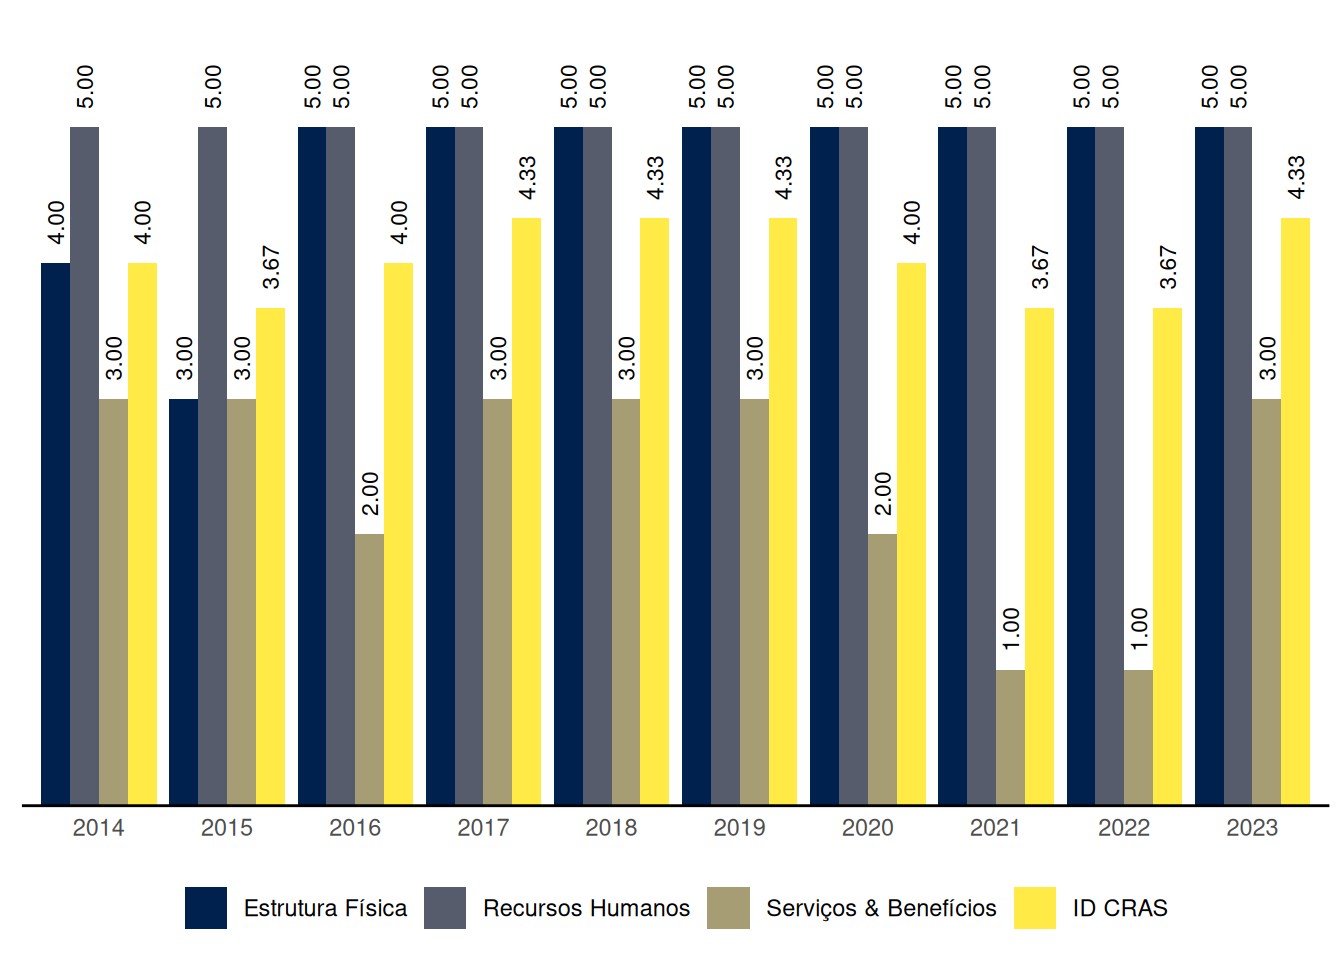 5.00 5.00 5.00 5.00 5.00 5.00 5.00 5.00 5.00 5.00 5.00 5.00 5.00 5.00 5.00 5.00 5.00 5.00
4.33 4.33 4.33 4.33
4.00 4.00 4.00 4.00
3.67 3.67 3.67
3.00 3.00 3.00 3.00 3.00 3.00 3.00
2.00 2.00
1.00 1.00
2014 2015 2016 2017 2018 2019 2020 2021 2022 2023
Estrutura Física Recursos Humanos Serviços & Benefícios ID CRAS